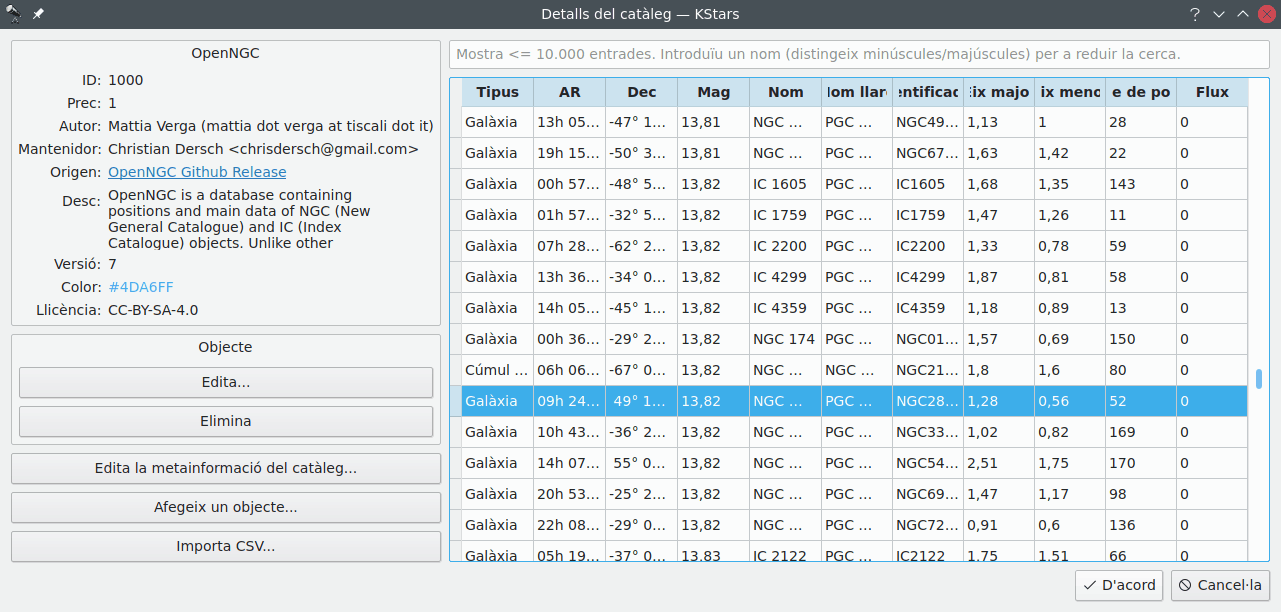 Detalls del catàleg — KStars
OpenNGC
ID: 1000
Prec: 1
Autor: Mattia Verga (mattia dot verga at tiscali dot it)
Mantenidor: Christian Dersch <chrisdersch@gmail.com>
Origen: OpenNGC Github Release
Desc: OpenNGC is a database containing
positions and main data of NGC (New
General Catalogue) and IC (Index
Catalogue) objects. Unlike other
Versió: 7
Color: #4DA6FF
Llicència: CC-BY-SA-4.0
Objecte
Edita...
Elimina
Edita la metainformació del catàleg...
Afegeix un objecte...
Importa CSV...
Mostra <= 10.000 entrades. Introduïu un nom (distingeix minúscules/majúscules) per a reduir la cerca.
Tipus AR Dec Mag Nom lom llar entificad Eix majo ix meno e de po Flux
Galàxia 13h 05... -47° 1... 13,81 NGC ... PGC ... NGC49... 1,13 1 28 0
Galàxia 19h 15... -50° 3... 13,81 NGC ... PGC ... NGC67... 1,63 1,42 22 0
Galàxia 00h 57... -48° 5... 13,82 IC 1605 PGC ... IC1605 1,68 1,35 143 0
Galàxia 01h 57... -32° 5... 13,82 IC 1759 PGC ... IC1759 1,47 1,26 11 0
Galàxia 07h 28... -62° 2... 13,82 IC 2200 PGC ... IC2200 1,33 0,78 59 0
Galàxia 13h 36... -34° 0... 13,82 IC 4299 PGC ... IC4299 1,87 0,81 58 0
Galàxia 14h 05... -45° 1... 13,82 IC 4359 PGC ... IC4359 1,18 0,89 13 0
Galàxia 00h 36... -29° 2... 13,82 NGC 174 PGC ... NGC01... 1,57 0,69 150 0
Cúmul ... 06h 06... -67° 0... 13,82 NGC ... NGC ... NGC21... 1,8 1,6 80 0
Galàxia 09h 24... 49° 1... 13,82 NGC ... PGC ... NGC28... 1,28 0,56 52 0
Galàxia 10h 43... -36° 2... 13,82 NGC ... PGC ... NGC33... 1,02 0,82 169 0
Galàxia 14h 07... 55° 0... 13,82 NGC ... PGC ... NGC54... 2,51 1,75 170 0
Galàxia 20h 53... -25° 2... 13,82 NGC ... PGC ... NGC69... 1,47 1,17 98 0
Galàxia 22h 08... -29° 0... 13,82 NGC ... PGC ... NGC72... 0,91 0,6 136 0
Galàxia 05h 19... -37° 0... 13,83 IC 2122 PGC ... IC2122 1,75 1,51 66 0
D'acord
Cancel·la